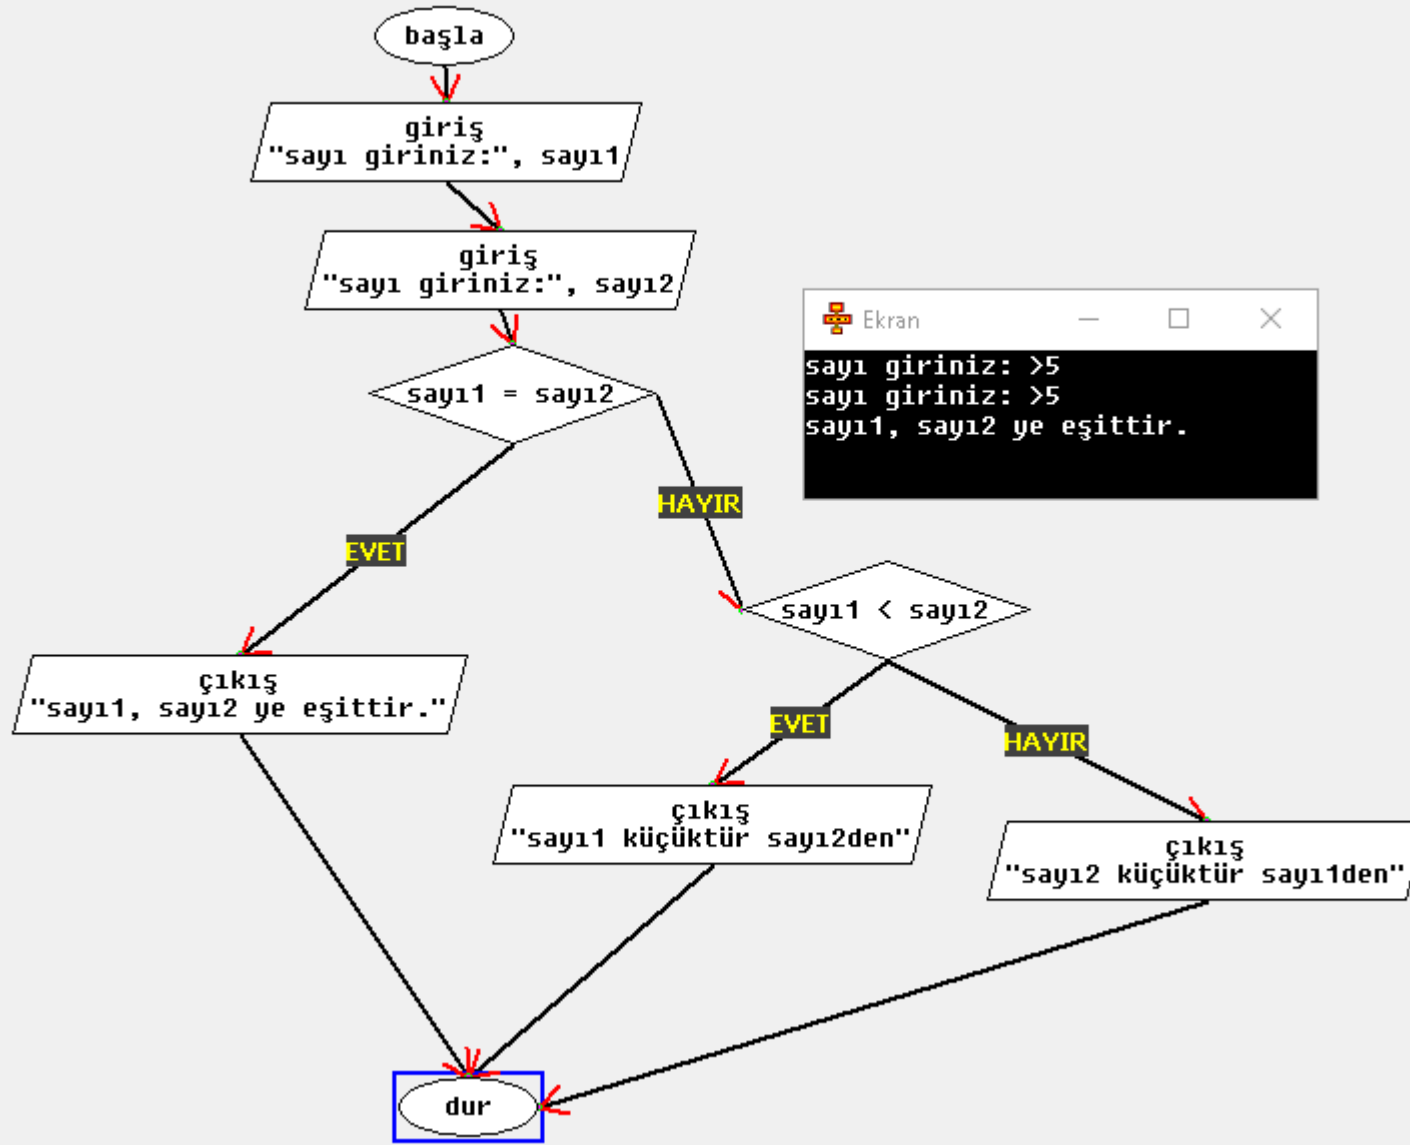 başla
giriş
"sayı giriniz:", sayı1
giriş
"sayı giriniz:", sayı2
sayı1 = sayı2
Ekran
sayı giriniz: >5
sayı giriniz: >5
sayı1, sayı2 ye eşittir.
HAYIR
EVET
sayı1 < sayı2
çıkış
"sayı1, sayı2 ye eşittir."
EVET
HAYIR
çıkış
"sayı1 küçüktür sayı2den"
çıkış
"sayı2 küçüktür sayı1den"
dur